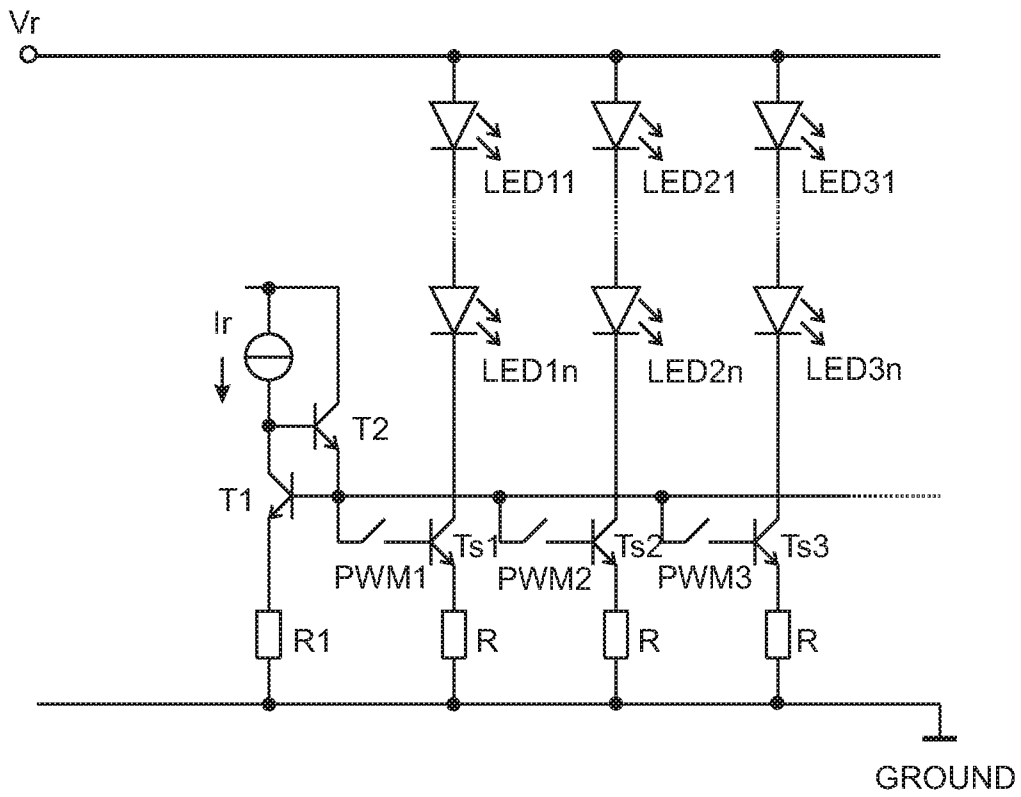 Vr
LED11 LED21 LED31
Ir
LED1n LED2n LED3n
T2
T1
Ts1 Ts2 Ts3
PWM1 PWM2 PWM3
R1 R R R
GROUND